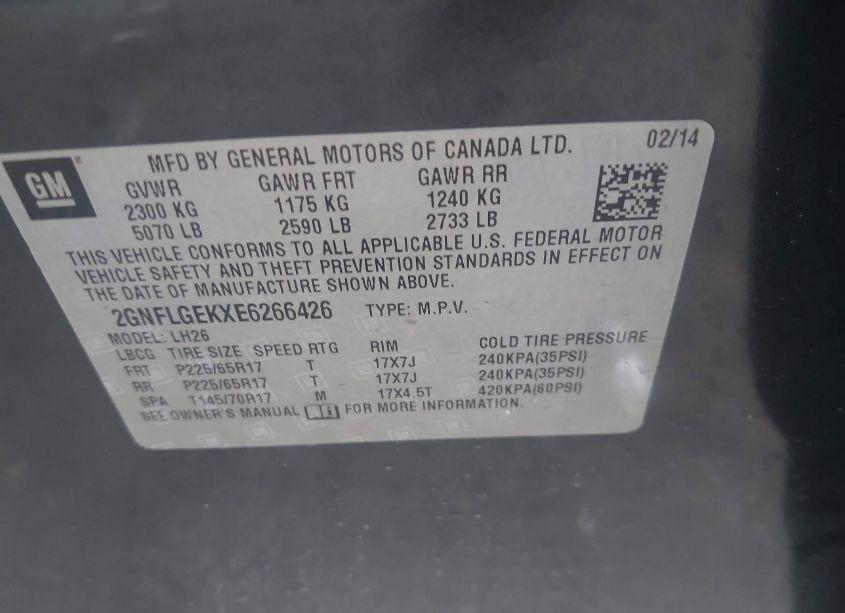 GM
MFD BY GENERAL MOTORS OF CANADA LTD. 02/14
GVWR GAWR FRT GAWR RR
2300 KG 1175 KG 1240 KG
5070 LB 2590 LB 2733 LB
THIS VEHICLE CONFORMS TO ALL APPLICABLE U.S. FEDERAL MOTOR
VEHICLE SAFETY AND THEFT PREVENTION STANDARDS IN EFFECT ON
THE DATE OF MANUFACTURE SHOWN ABOVE.
2GNFLGEKXE6266426 TYPE: M.P.V.
MODEL: LH26
LBCG TIRE SIZE SPEED RTG RIM COLD TIRE PRESSURE
FRT P225/65R17 T 17X7J 240KPA(35PSI)
RR P225/65R17 T 17X7J 240KPA(35PSI)
SPA T145/70R17 M 17X4.5T 420KPA(60PSI)
SEE OWNER'S MANUAL FOR MORE INFORMATION.